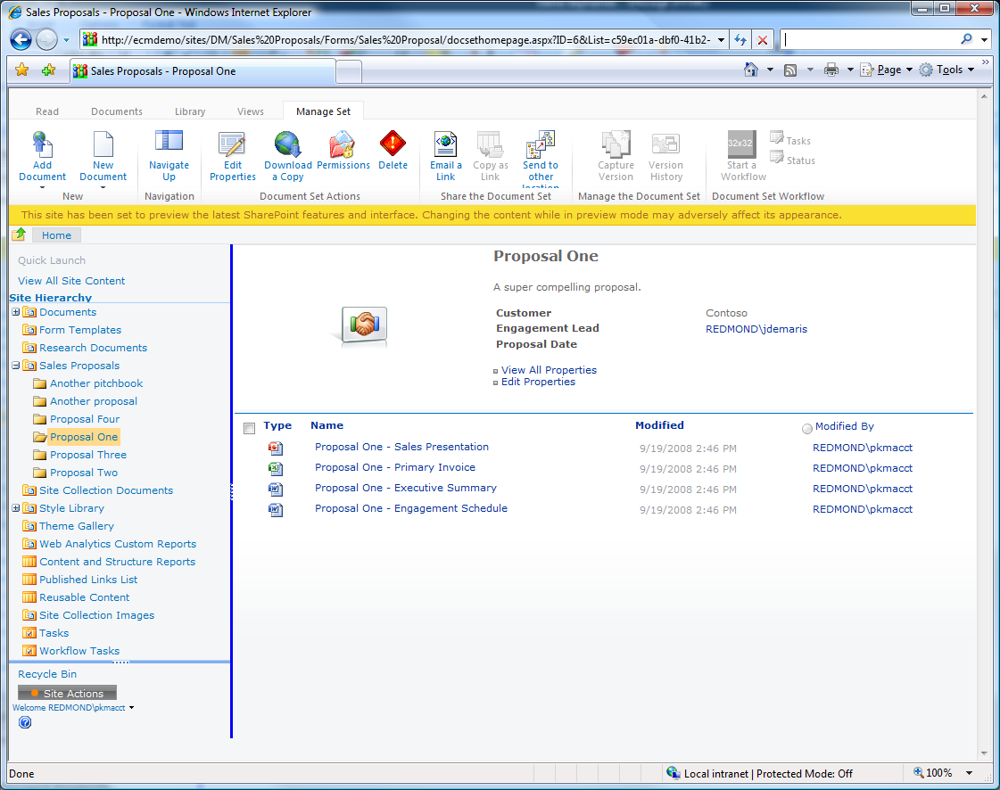 Sales Proposals - Proposal One - Windows Internet Explorer
http://ecmdemo/sites/DM/Sales%20Proposals/Forms/Sales%20Proposal/docsethomepage.aspx?ID=6&List=c59ec01a-dbf0-41b2-
Sales Proposals - Proposal One
Page Tools
Read Documents Library Views Manage Set
Add Document
New Document
Navigate Up
Edit Properties
Download a Copy
Permissions
Delete
Email a Link
Copy as Link
Send to other location
Capture Version
Version History
32x32
Start a Workflow
Tasks
Status
New Navigation Document Set Actions Share the Document Set Manage the Document Set Document Set Workflow
This site has been set to preview the latest SharePoint features and interface. Changing the content while in preview mode may adversely affect its appearance.
Home
Quick Launch
View All Site Content
Site Hierarchy
Documents
Form Templates
Research Documents
Sales Proposals
Another pitchbook
Another proposal
Proposal Four
Proposal One
Proposal Three
Proposal Two
Site Collection Documents
Style Library
Theme Gallery
Web Analytics Custom Reports
Content and Structure Reports
Published Links List
Reusable Content
Site Collection Images
Tasks
Workflow Tasks
Recycle Bin
Site Actions
Welcome REDMOND\pkmacct
Proposal One
A super compelling proposal.
Customer Contoso
Engagement Lead REDMOND\jdemaris
Proposal Date
View All Properties
Edit Properties
Type Name Modified Modified By
Proposal One - Sales Presentation 9/19/2008 2:46 PM REDMOND\pkmacct
Proposal One - Primary Invoice 9/19/2008 2:46 PM REDMOND\pkmacct
Proposal One - Executive Summary 9/19/2008 2:46 PM REDMOND\pkmacct
Proposal One - Engagement Schedule 9/19/2008 2:46 PM REDMOND\pkmacct
Done Local intranet | Protected Mode: Off 100%